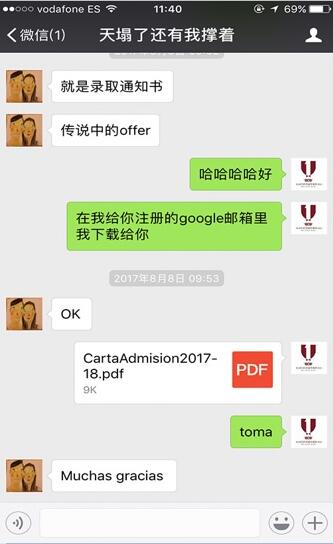 vodafone ES
11:40
微信(1)
天塌了还有我撑着
就是录取通知书
传说中的offer
哈哈哈哈好
在我给你注册的google邮箱里
我下载给你
2017年8月8日 09:53
OK
CartaAdmision2017-
18.pdf
PDF
9K
toma
Muchas gracias